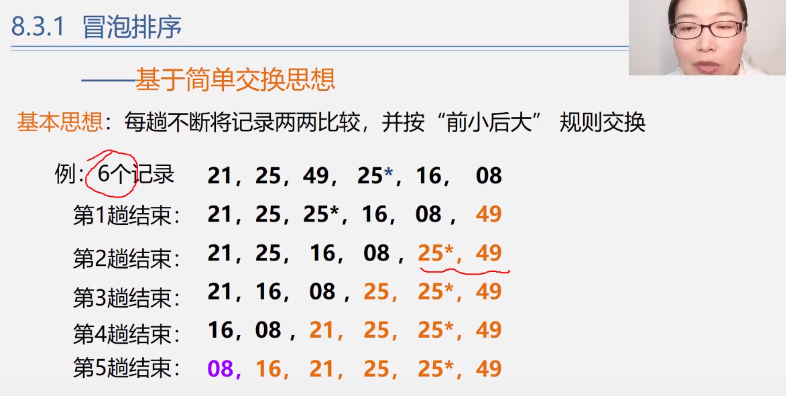 8.3.1 冒泡排序
——基于简单交换思想
基本思想：每趟不断将记录两两比较，并按“前小后大” 规则交换
例：6个记录 21，25，49，25*，16，08
第1趟结束： 21，25，25*，16，08，49
第2趟结束： 21，25，16，08，25*，49
第3趟结束： 21，16，08，25，25*，49
第4趟结束： 16，08，21，25，25*，49
第5趟结束： 08，16，21，25，25*，49